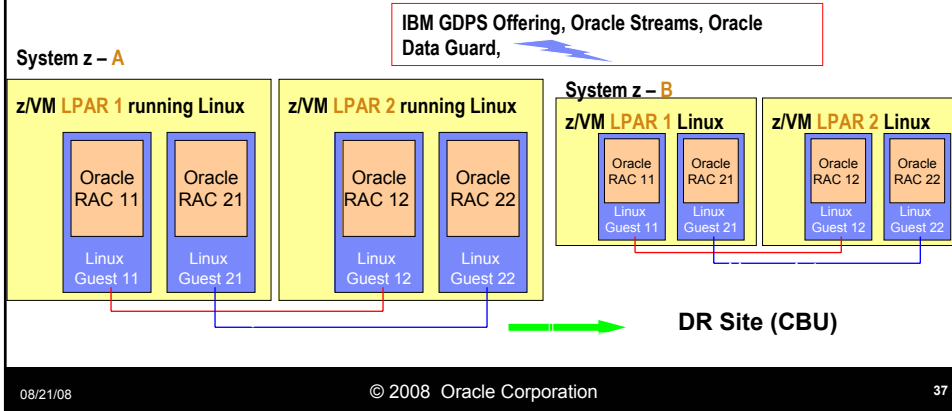 IBM GDPS Offering, Oracle Streams, Oracle
Data Guard,
System z – A
z/VM LPAR 1 running Linux
Oracle
RAC 11
Linux
Guest 11
Oracle
RAC 21
Linux
Guest 21
z/VM LPAR 2 running Linux
Oracle
RAC 12
Linux
Guest 12
Oracle
RAC 22
Linux
Guest 22
System z – B
z/VM LPAR 1 Linux
Oracle
RAC 11
Linux
Guest 11
Oracle
RAC 21
Linux
Guest 21
z/VM LPAR 2 Linux
Oracle
RAC 12
Linux
Guest 12
Oracle
RAC 22
Linux
Guest 22
DR Site (CBU)
08/21/08
© 2008 Oracle Corporation
37